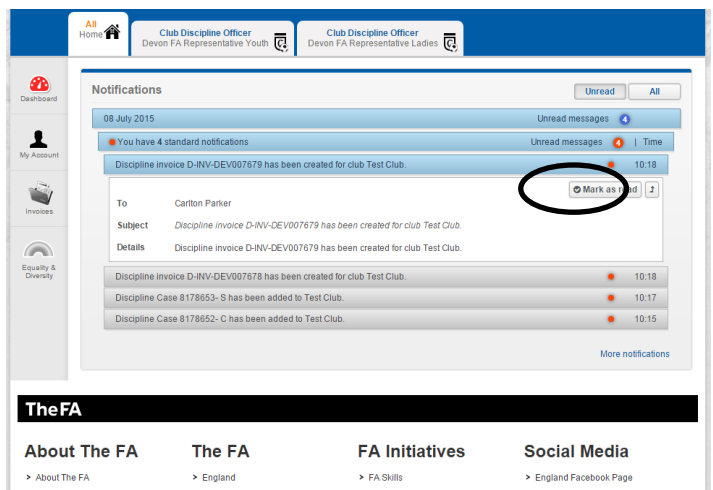 All
Home
Club Discipline Officer
Devon FA Representative Youth
Club Discipline Officer
Devon FA Representative Ladies
Dashboard
My Account
Invoices
Equality &
Diversity
Notifications
Unread All
08 July 2015 Unread messages 4
You have 4 standard notifications Unread messages 4 | Time
Discipline invoice D-INV-DEV007679 has been created for club Test Club. 10:18
Mark as read
To Carlton Parker
Subject Discipline invoice D-INV-DEV007679 has been created for club Test Club.
Details Discipline invoice D-INV-DEV007679 has been created for club Test Club.
Discipline invoice D-INV-DEV007678 has been created for club Test Club. 10:18
Discipline Case 8178653- S has been added to Test Club. 10:17
Discipline Case 8178652- C has been added to Test Club. 10:15
More notifications
TheFA
About The FA The FA FA Initiatives Social Media
> About The FA > England > FA Skills > England Facebook Page